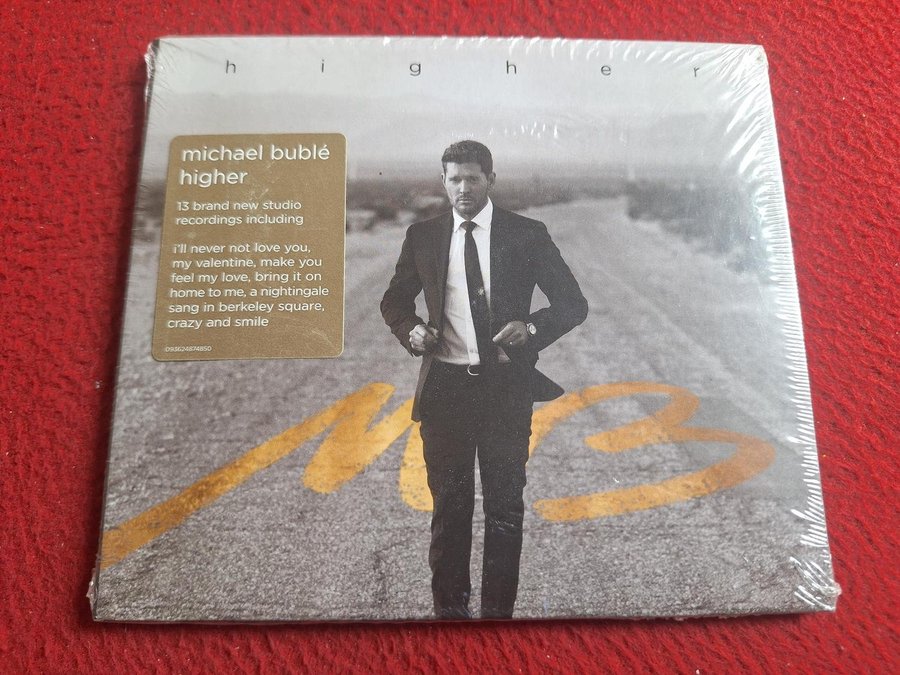 higher
michael bublé
higher
13 brand new studio
recordings including
i'll never not love you,
my valentine, make you
feel my love, bring it on
home to me, a nightingale
sang in berkeley square,
crazy and smile
093624874850
MB